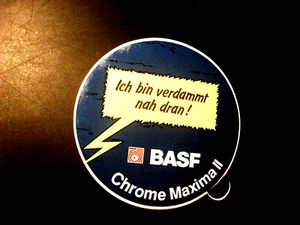 Ich bin verdammt
nah dran!
BASF
Chrome Maxima II